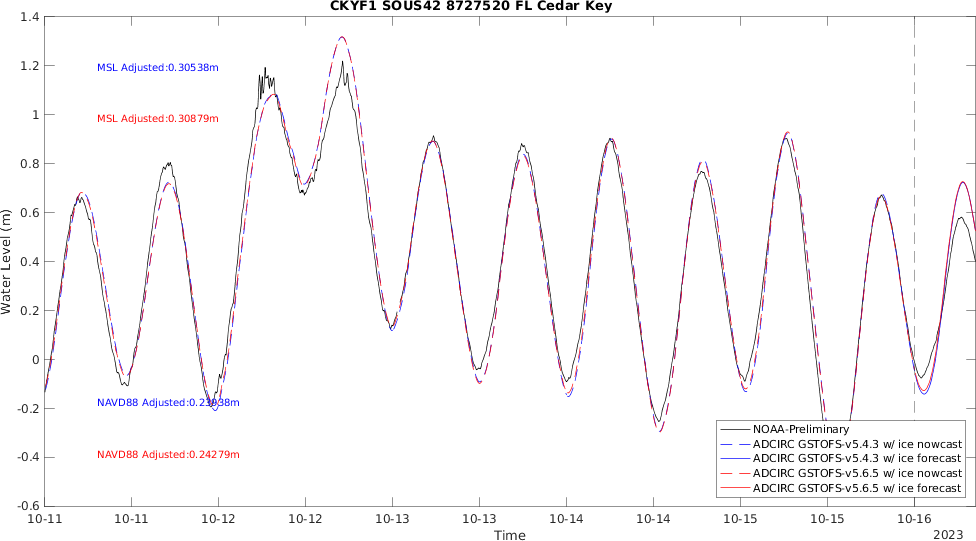 CKYF1 SOUS42 8727520 FL Cedar Key
1.4
1.2
1
0.8
0.6
0.4
0.2
0
-0.2
-0.4
-0.6
Water Level (m)
MSL Adjusted:0.30538m
MSL Adjusted:0.30879m
NAVD88 Adjusted:0.23938m
NAVD88 Adjusted:0.24279m
NOAA-Preliminary
ADCIRC GSTOFS-v5.4.3 w/ ice nowcast
ADCIRC GSTOFS-v5.4.3 w/ ice forecast
ADCIRC GSTOFS-v5.6.5 w/ ice nowcast
ADCIRC GSTOFS-v5.6.5 w/ ice forecast
10-11 10-11 10-12 10-12 10-13 10-13 10-14 10-14 10-15 10-15 10-16
Time
2023